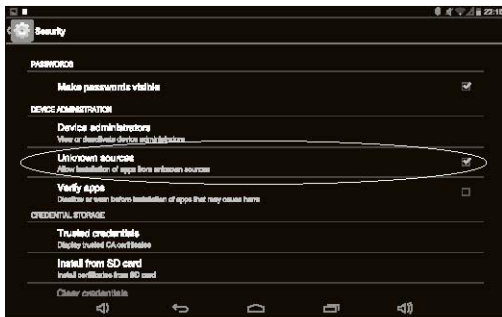 22:15
Security
PASSWORDS
Make passwords visible
DEVICE ADMINISTRATION
Device administrators
View or deactivate device administrators
Unknown sources
Allow installation of apps from unknown sources
Verify apps
Disallow or warn before installation of apps that may cause harm
CREDENTIAL STORAGE
Trusted credentials
Display trusted CA certificates
Install from SD card
Install certificates from SD card
Clear credentials